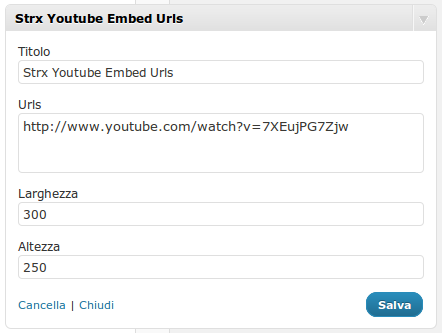 Strx Youtube Embed Urls
Titolo
Strx Youtube Embed Urls
Urls
http://www.youtube.com/watch?v=7XEujPG7Zjw
Larghezza
300
Altezza
250
Cancella | Chiudi
Salva